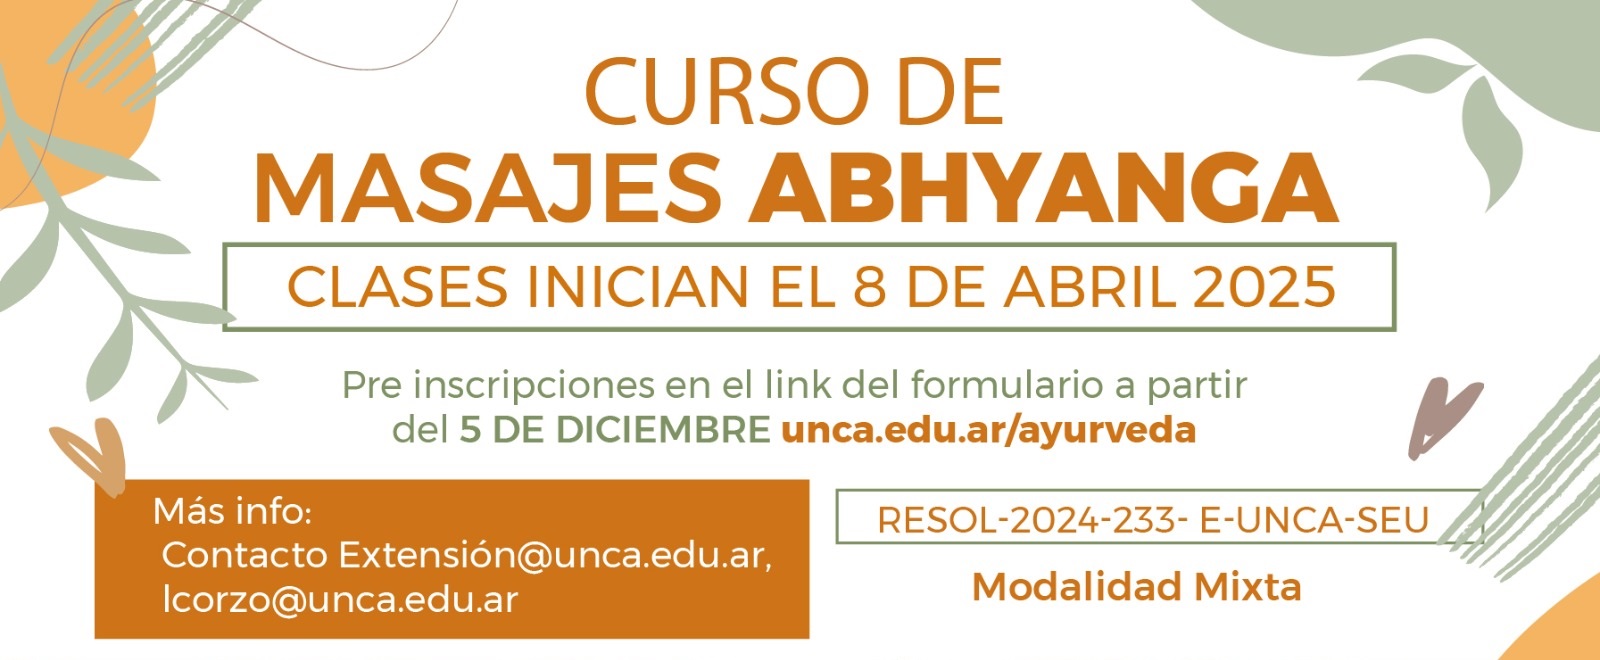 CURSO DE
MASAJES ABHYANGA
CLASES INICIAN EL 8 DE ABRIL 2025
Pre inscripciones en el link del formulario a partir
del 5 DE DICIEMBRE unca.edu.ar/ayurveda
Más info:
Contacto Extensión@unca.edu.ar,
lcorzo@unca.edu.ar
RESOL-2024-233- E-UNCA-SEU
Modalidad Mixta